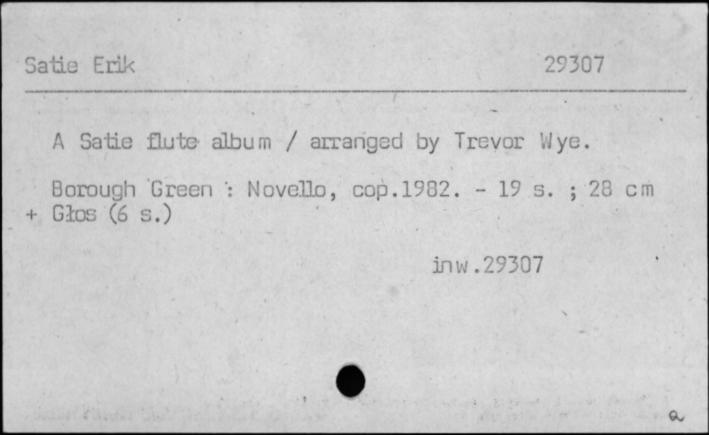 Satie Erik 29307
A Satie flute album / arranged by Trevor Wye.
Borough Green : Novello, cop.1982. - 19 s. ; 28 cm
+ Głos (6 s.)
inw.29307
a